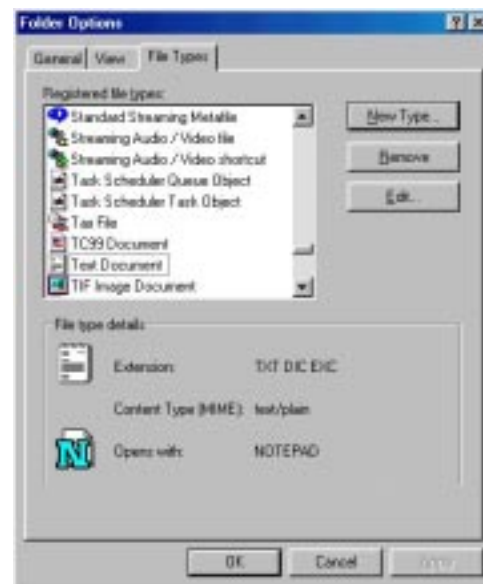 Folder Options
General View File Types
Registered file types:
Standard Streaming Metafile
Streaming Audio / Video file
Streaming Audio / Video shortcut
Task Scheduler Queue Object
Task Scheduler Task Object
Tax File
TC99 Document
Text Document
TIF Image Document
New Type...
Remove
Edit...
File type details
Extension: TXT DIC EXC
Content Type (MIME): text/plain
Opens with: NOTEPAD
OK Cancel Apply